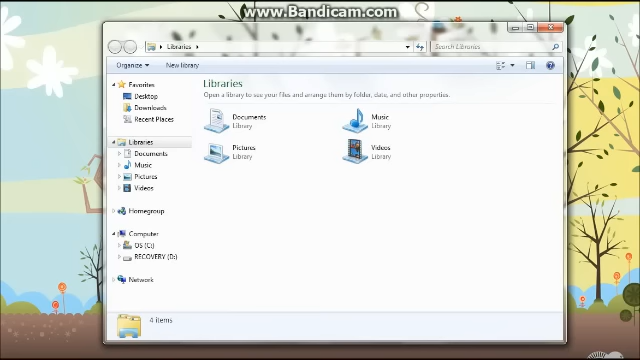 www.Bandicam.com
Libraries
Search Libraries
Organize
New library
Favorites
Desktop
Downloads
Recent Places
Libraries
Documents
Music
Pictures
Videos
Homegroup
Computer
OS (C:)
RECOVERY (D:)
Network
Libraries
Open a library to see your files and arrange them by folder, date, and other properties.
Documents
Library
Music
Library
Pictures
Library
Videos
Library
4 items